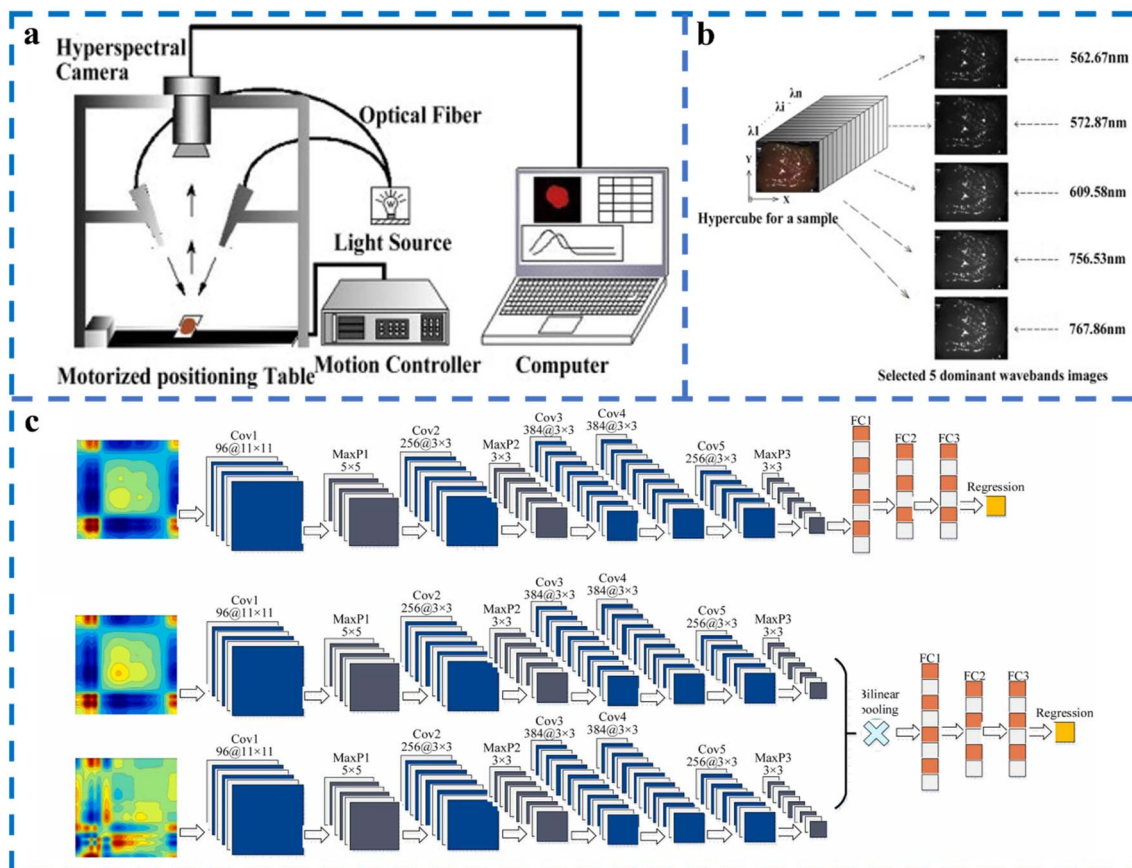 a
Hyperspectral
Camera
Optical Fiber
Light Source
Motion Controller
Motorized positioning Table
Computer
b
λ1
λi
λn
Y
X
Hypercube for a sample
562.67nm
572.87nm
609.58nm
756.53nm
767.86nm
Selected 5 dominant wavebands images
c
Cov1
96@11×11
MaxP1
5×5
Cov2
256@3×3
MaxP2
3×3
Cov3
384@3×3
Cov4
384@3×3
Cov5
256@3×3
MaxP3
3×3
FC1
FC2
FC3
Regression
Cov1
96@11×11
MaxP1
5×5
Cov2
256@3×3
MaxP2
3×3
Cov3
384@3×3
Cov4
384@3×3
Cov5
256@3×3
MaxP3
3×3
Bilinear
pooling
FC1
FC2
FC3
Regression
Cov1
96@11×11
MaxP1
5×5
Cov2
256@3×3
MaxP2
3×3
Cov3
384@3×3
Cov4
384@3×3
Cov5
256@3×3
MaxP3
3×3